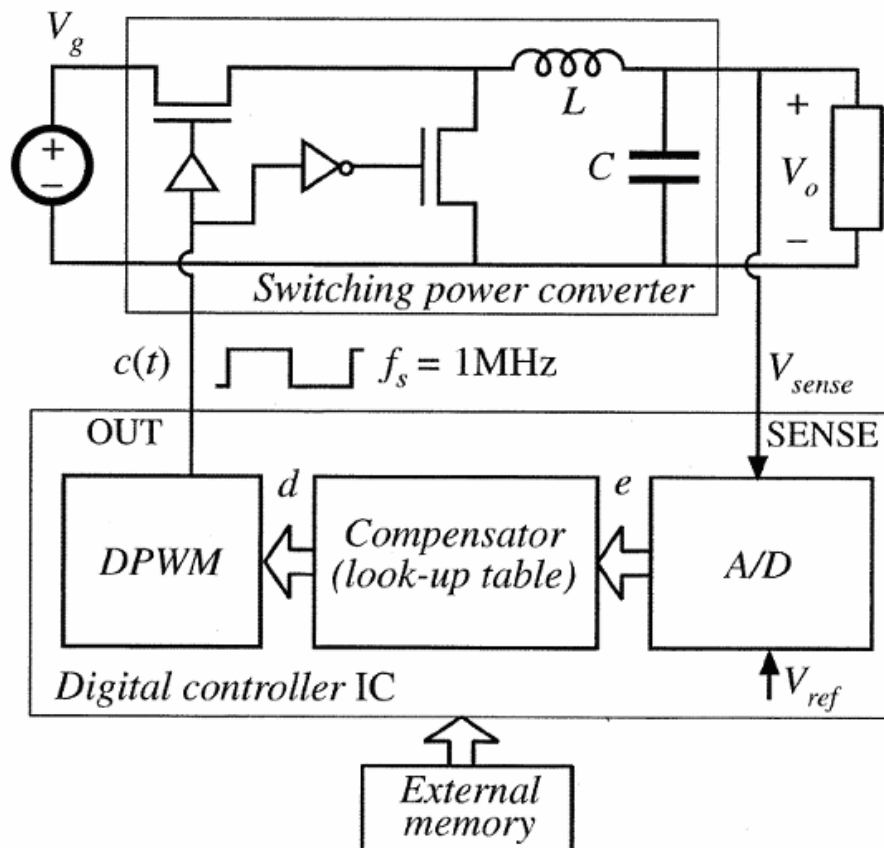 V_g
+
−
L
C
+
V_o
−
Switching power converter
c(t)
f_s = 1MHz
V_sense
OUT
SENSE
DPWM
d
Compensator
(look-up table)
e
A/D
V_ref
Digital controller IC
External
memory